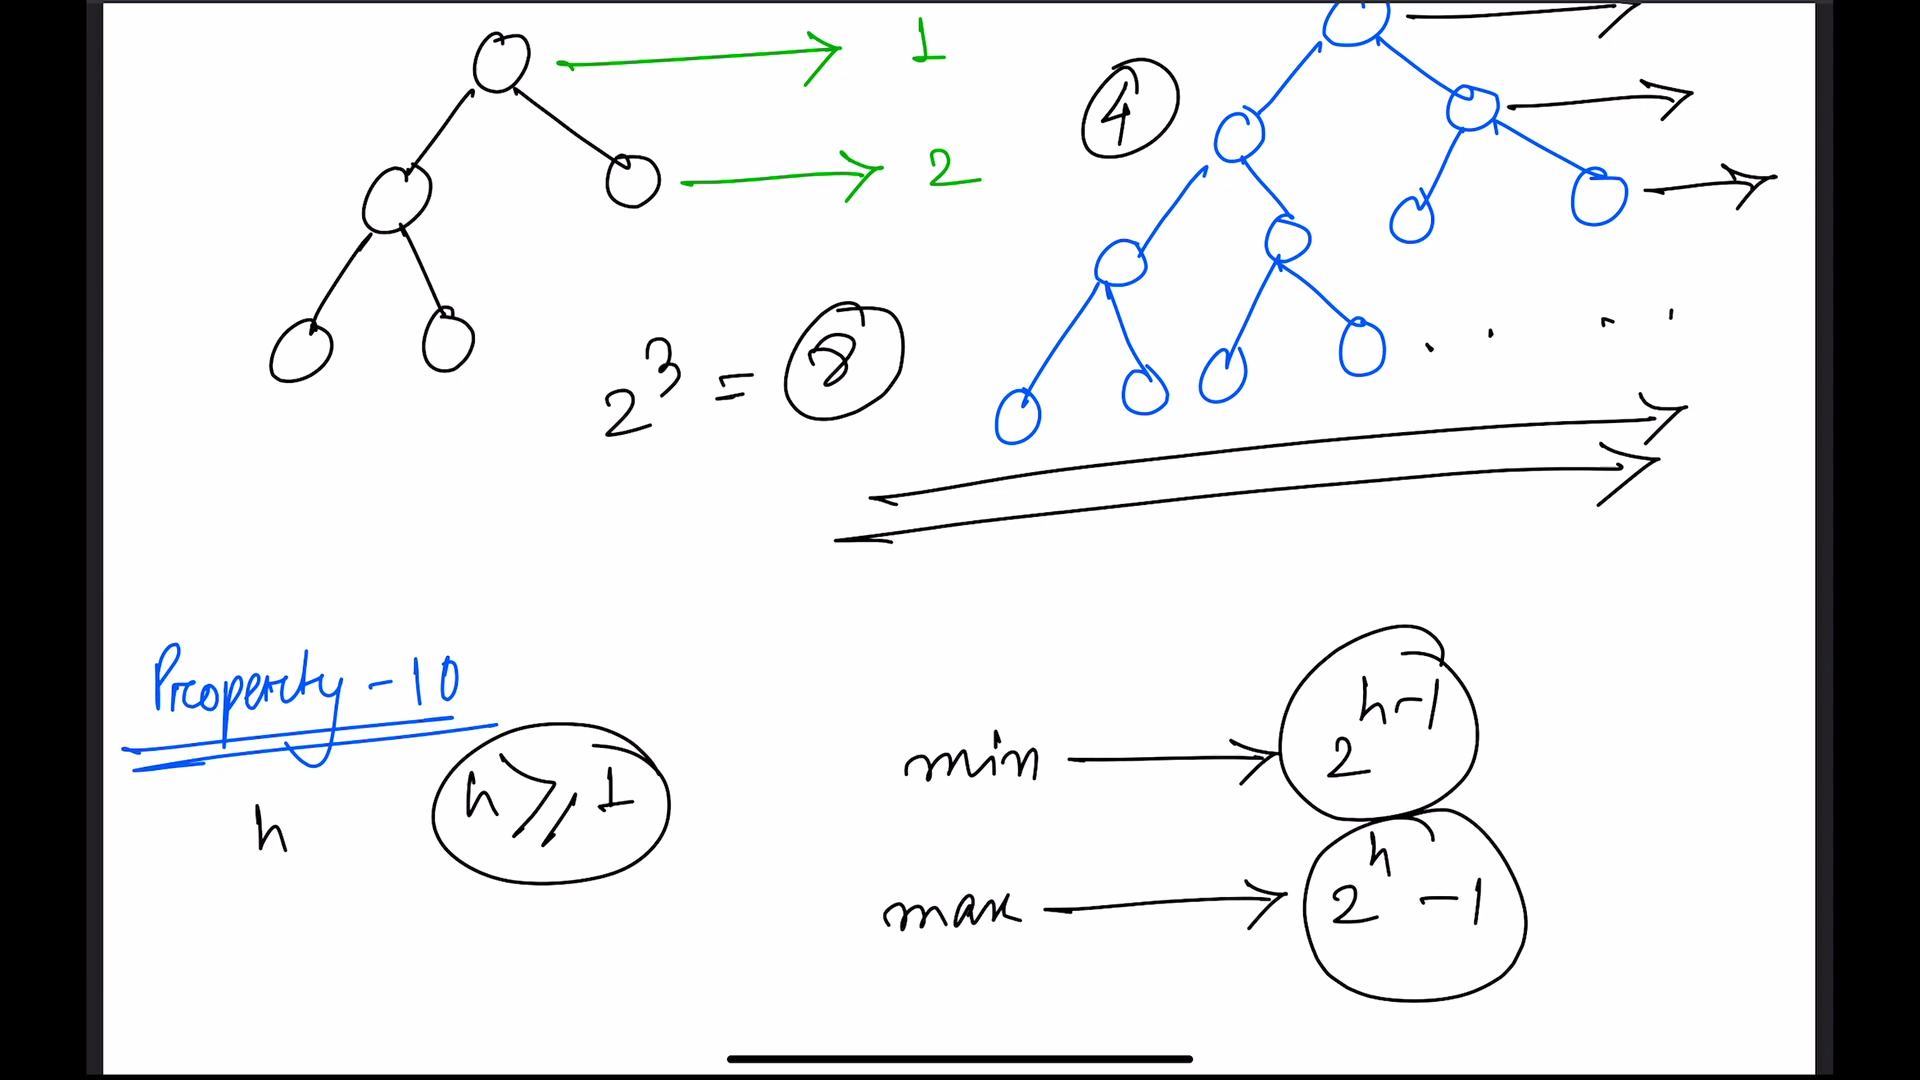 1
4
2
2^3 = 8
Property - 10
h
h ⩾ 1
min → 2^{h-1}
max → 2^h - 1